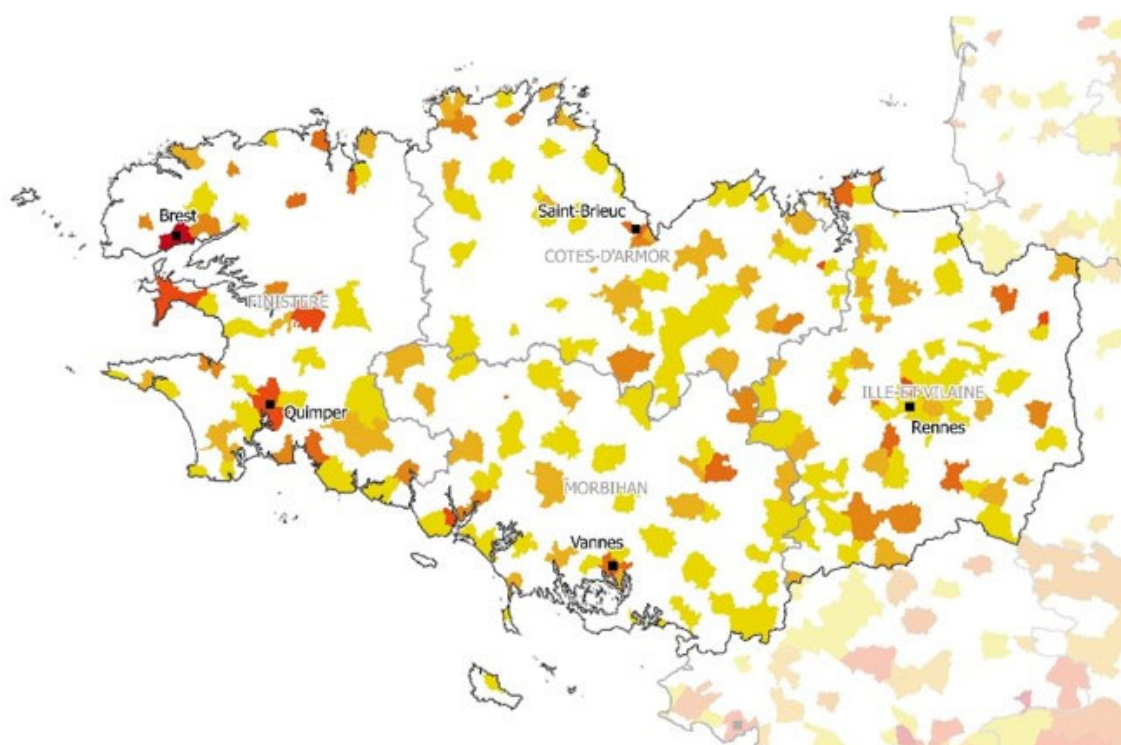 Brest
Saint-Brieuc
COTES-D'ARMOR
FINISTERE
Quimper
ILLE-ET-VILAINE
Rennes
MORBIHAN
Vannes